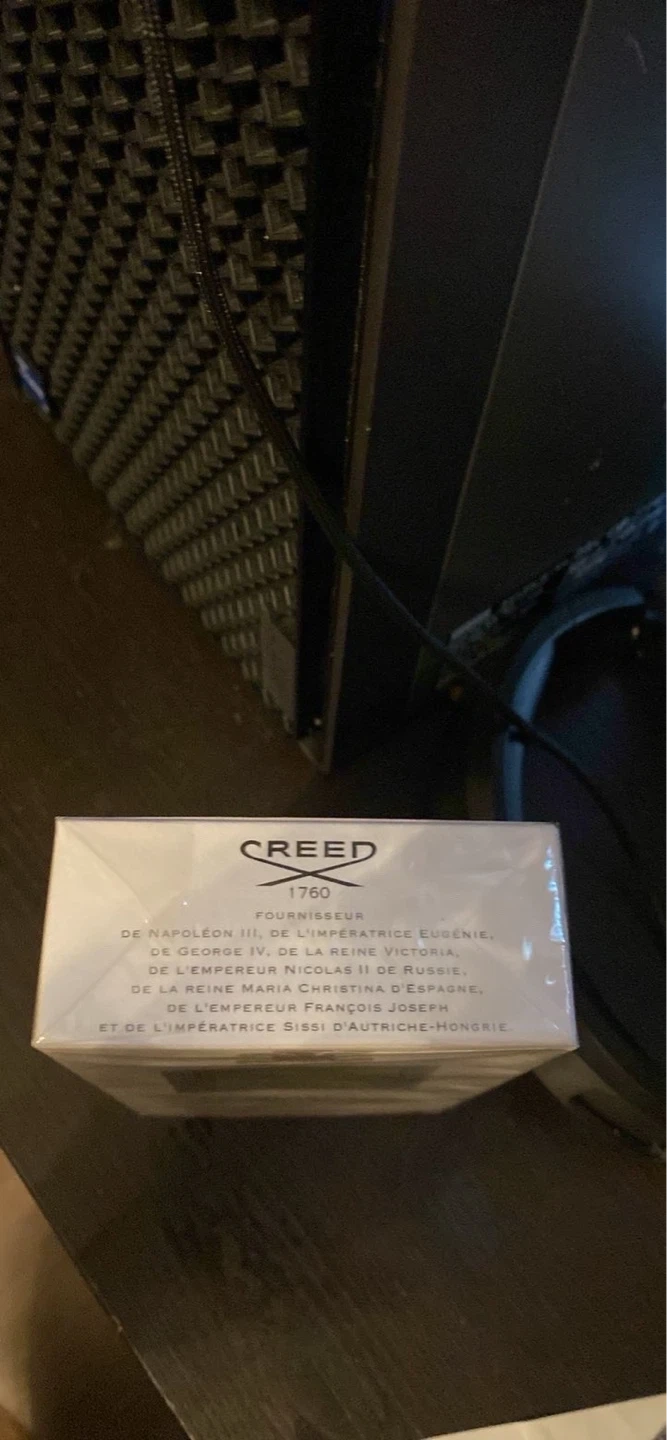 CREED
1760
FOURNISSEUR
DE NAPOLÉON III, DE L'IMPÉRATRICE EUGÉNIE,
DE GEORGE IV, DE LA REINE VICTORIA,
DE L'EMPEREUR NICOLAS II DE RUSSIE,
DE LA REINE MARIA CHRISTINA D'ESPAGNE,
DE L'EMPEREUR FRANÇOIS JOSEPH
ET DE L'IMPÉRATRICE SISSI D'AUTRICHE-HONGRIE.